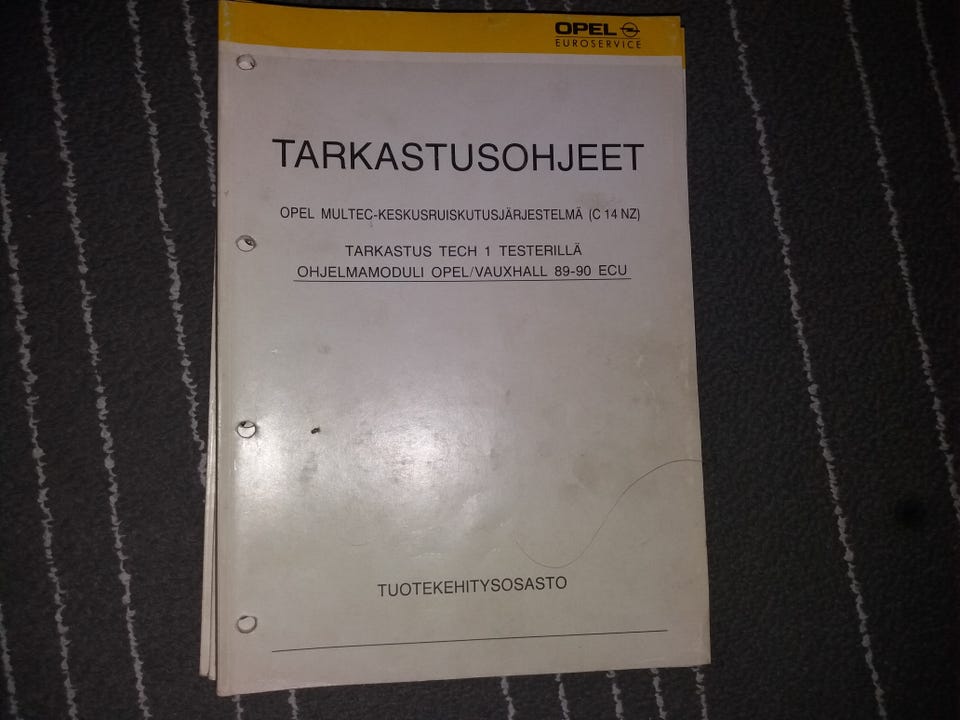 OPEL
EUROSERVICE
TARKASTUSOHJEET
OPEL MULTEC-KESKUSRUISKUTUSJÄRJESTELMÄ (C 14 NZ)
TARKASTUS TECH 1 TESTERILLÄ
OHJELMAMODULI OPEL/VAUXHALL 89-90 ECU
TUOTEKEHITYSOSASTO